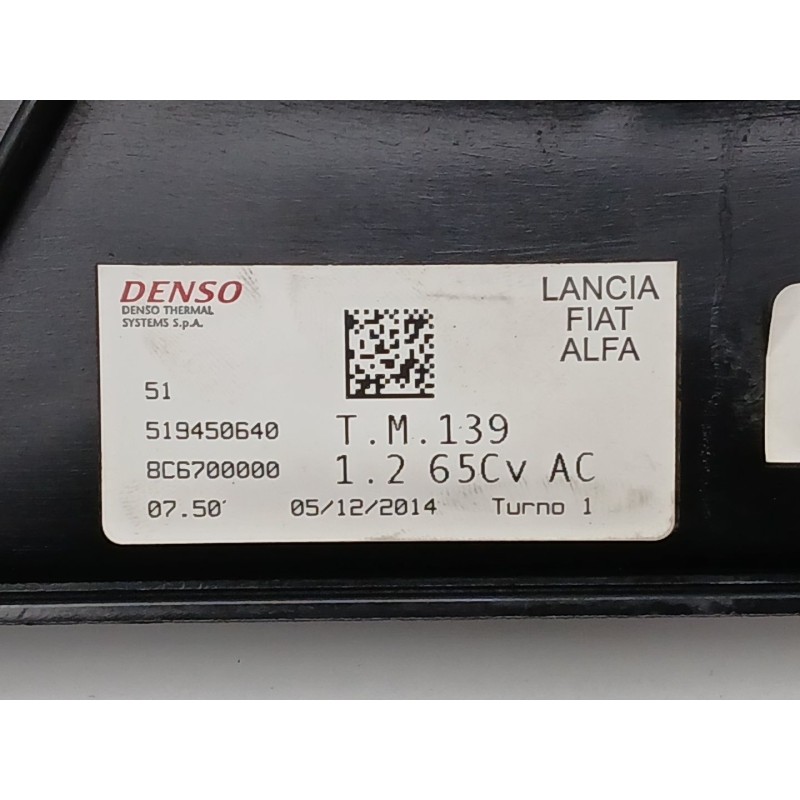 DENSO
DENSO THERMAL
SYSTEMS S.p.A.
LANCIA
FIAT
ALFA
51
519450640 T.M.139
8C6700000 1.2 65Cv AC
07.50' 05/12/2014 Turno 1